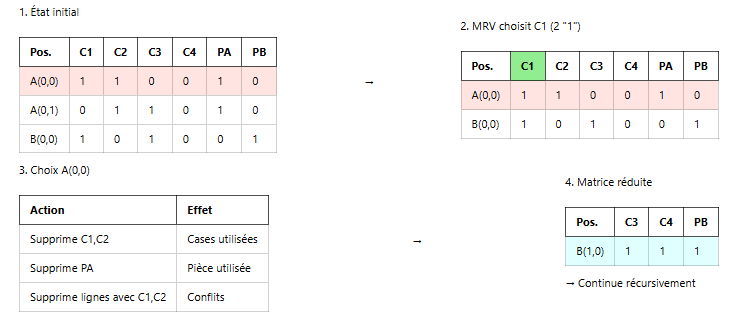 1. État initial
Pos. C1 C2 C3 C4 PA PB
A(0,0) 1 1 0 0 1 0
A(0,1) 0 1 1 0 1 0
B(0,0) 1 0 1 0 0 1
→
2. MRV choisit C1 (2 "1")
Pos. C1 C2 C3 C4 PA PB
A(0,0) 1 1 0 0 1 0
B(0,0) 1 0 1 0 0 1
3. Choix A(0,0)
Action Effet
Supprime C1,C2 Cases utilisées
Supprime PA Pièce utilisée
Supprime lignes avec C1,C2 Conflits
→
4. Matrice réduite
Pos. C3 C4 PB
B(1,0) 1 1 1
→ Continue récursivement